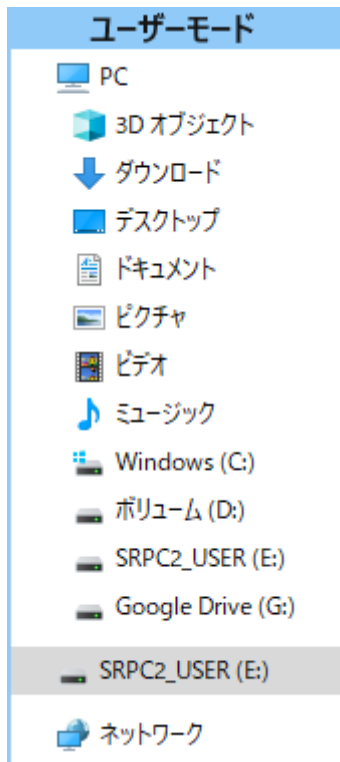 ユーザーモード
PC
3D オブジェクト
ダウンロード
デスクトップ
ドキュメント
ピクチャ
ビデオ
ミュージック
Windows (C:)
ボリューム (D:)
SRPC2_USER (E:)
Google Drive (G:)
SRPC2_USER (E:)
ネットワーク